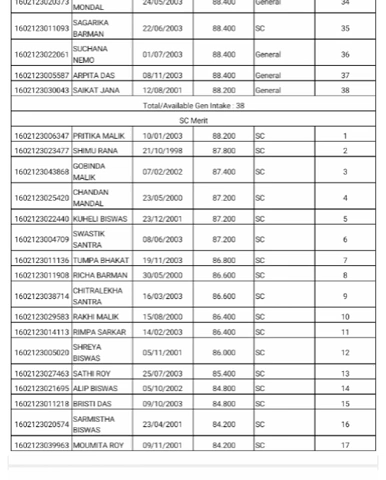 1602123020373 MONDAL 24/05/2003 88.400 General 34
1602123011093 SAGARIKA BARMAN 22/06/2003 88.400 SC 35
1602123022061 SUCHANA NEMO 01/07/2003 88.400 General 36
1602123005587 ARPITA DAS 08/11/2003 88.400 General 37
1602123030043 SAIKAT JANA 12/08/2001 88.200 General 38
Total/Available Gen Intake : 38
SC Merit
1602123006347 PRITIKA MALIK 10/01/2003 88.200 SC 1
1602123023477 SHIMU RANA 21/10/1998 87.800 SC 2
1602123043868 GOBINDA MALIK 07/02/2002 87.400 SC 3
1602123025420 CHANDAN MANDAL 23/05/2000 87.200 SC 4
1602123022440 KUHELI BISWAS 23/12/2001 87.200 SC 5
1602123004709 SWASTIK SANTRA 08/06/2003 87.200 SC 6
1602123011136 TUMPA BHAKAT 19/11/2003 86.800 SC 7
1602123011908 RICHA BARMAN 30/05/2000 86.600 SC 8
1602123038714 CHITRALEKHA SANTRA 16/03/2003 86.600 SC 9
1602123029583 RAKHI MALIK 15/08/2000 86.400 SC 10
1602123014113 RIMPA SARKAR 14/02/2003 86.400 SC 11
1602123005020 SHREYA BISWAS 05/11/2001 86.000 SC 12
1602123027463 SATHI ROY 25/07/2003 85.400 SC 13
1602123021695 ALIP BISWAS 05/10/2002 84.800 SC 14
1602123011218 BRISTI DAS 09/10/2003 84.800 SC 15
1602123020574 SARMISTHA BISWAS 23/04/2001 84.200 SC 16
1602123039963 MOUMITA ROY 09/11/2001 84.200 SC 17